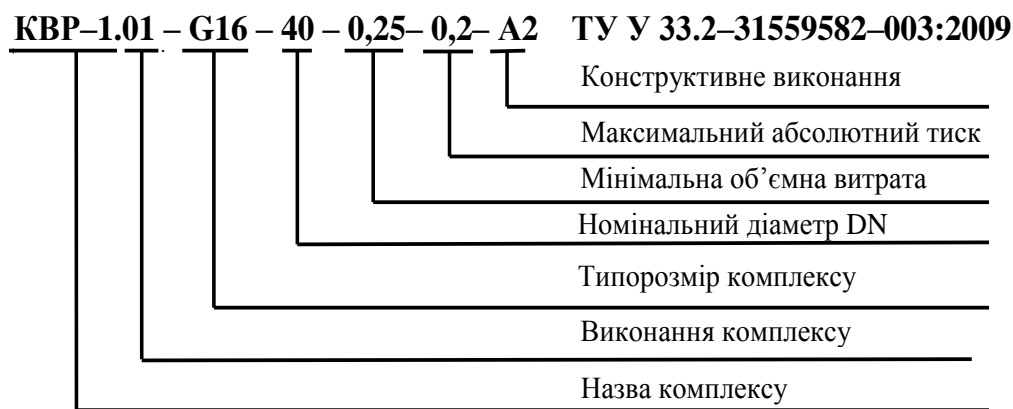 КВР–1.01 – G16 – 40 – 0,25– 0,2– А2 ТУ У 33.2–31559582–003:2009
Конструктивне виконання
Максимальний абсолютний тиск
Мінімальна об’ємна витрата
Номінальний діаметр DN
Типорозмір комплексу
Виконання комплексу
Назва комплексу